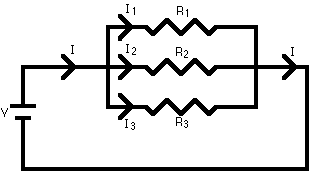 I1 R1
I I2 R2 I
V
I3 R3